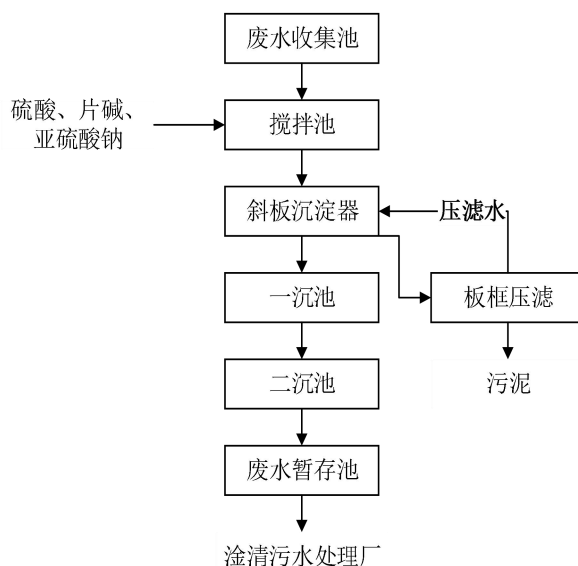 废水收集池
硫酸、片碱、
亚硫酸钠
搅拌池
斜板沉淀器
压滤水
一沉池
板框压滤
二沉池
污泥
废水暂存池
淦清污水处理厂